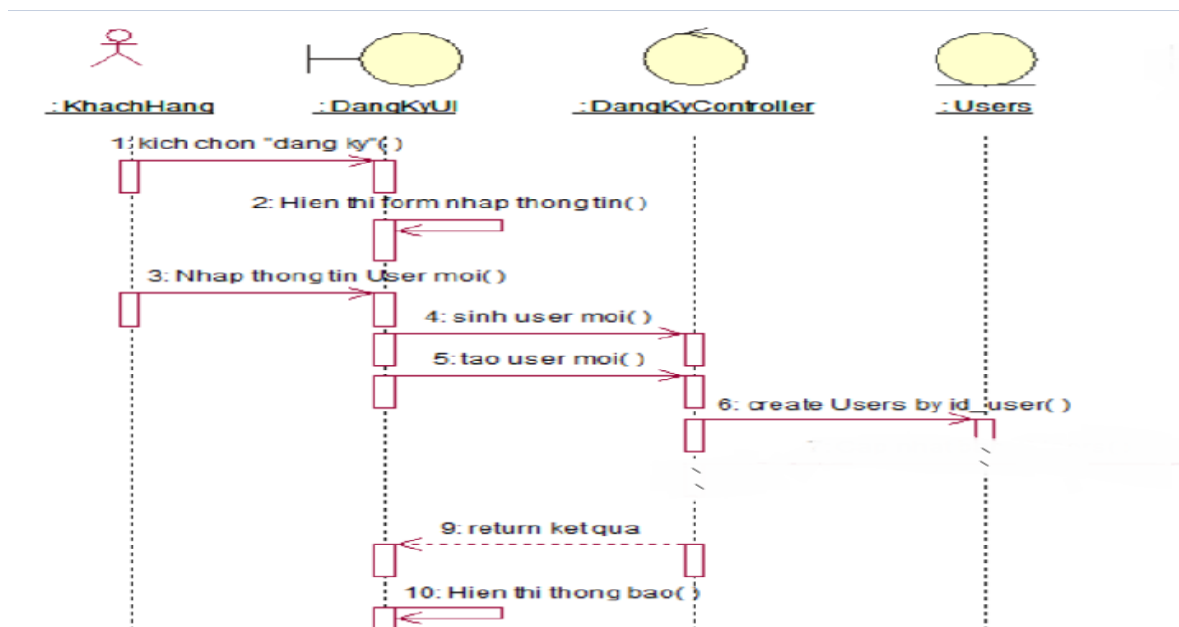 : KhachHang
: DangKyUI
: DangKyController
: Users
1: kich chon "dang ky"( )
2: Hien thi form nhap thong tin( )
3: Nhap thong tin User moi( )
4: sinh user moi( )
5: tao user moi( )
6: create Users by id_user( )
9: return ket qua
10: Hien thi thong bao( )